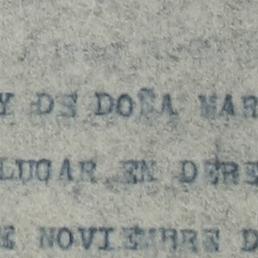 Y DE DOÑA MAR
LUGAR EN DERE
E NOVIEMBRE D